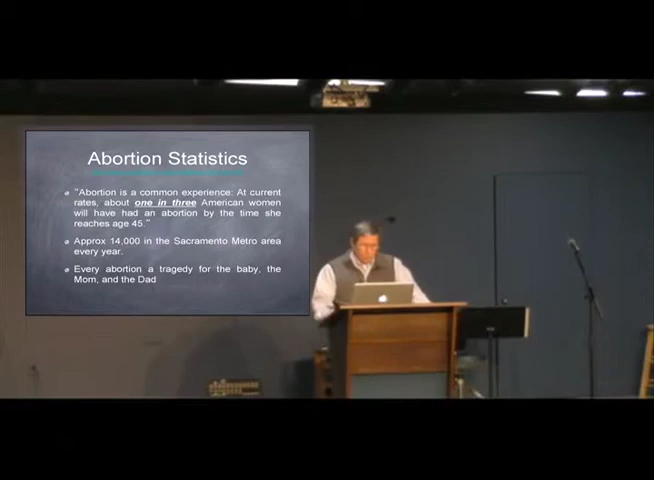 Abortion Statistics
"Abortion is a common experience: At current
rates, about one in three American women
will have had an abortion by the time she
reaches age 45."
Approx 14,000 in the Sacramento Metro area
every year.
Every abortion a tragedy for the baby, the
Mom, and the Dad